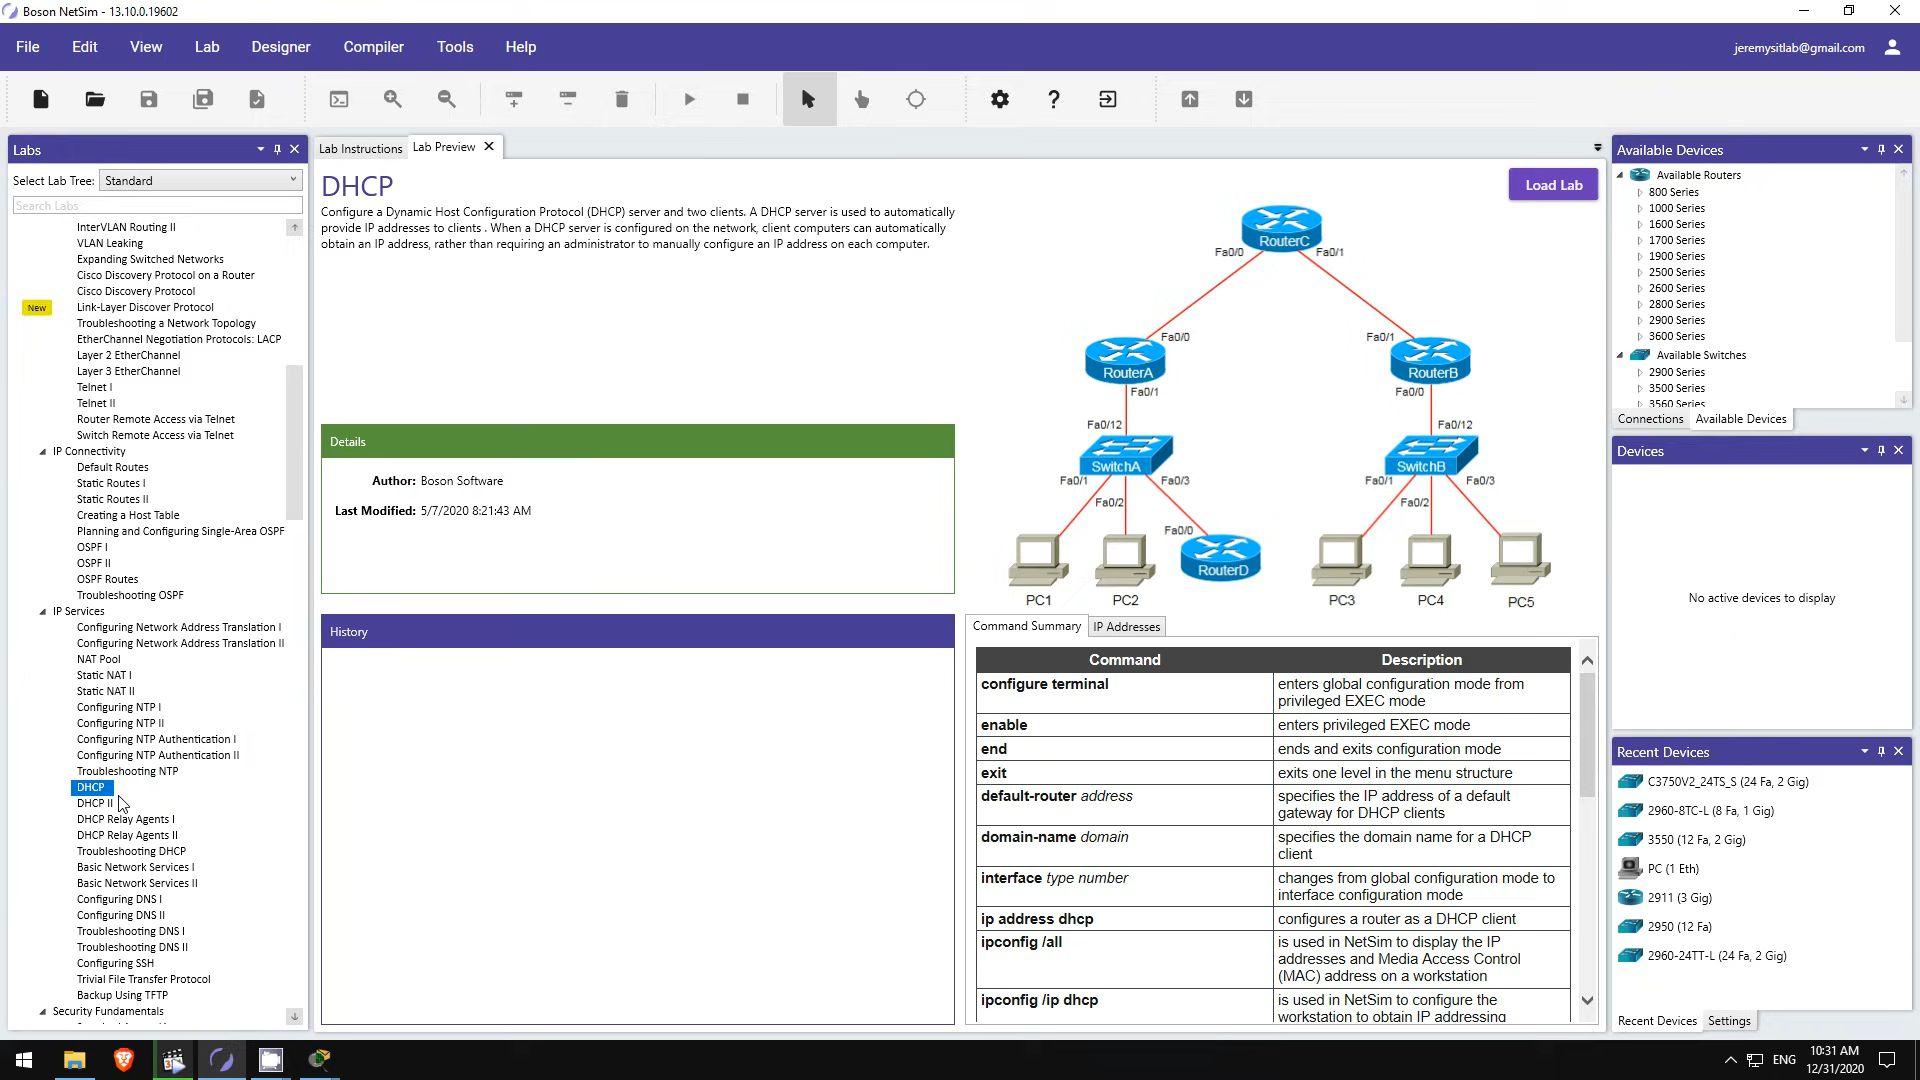 Boson NetSim - 13.10.0.19602
File Edit View Lab Designer Compiler Tools Help
jeremysitlab@gmail.com
Labs
Select Lab Tree: Standard
Search Labs
InterVLAN Routing II
VLAN Leaking
Expanding Switched Networks
Cisco Discovery Protocol on a Router
Cisco Discovery Protocol
New Link-Layer Discover Protocol
Troubleshooting a Network Topology
EtherChannel Negotiation Protocols: LACP
Layer 2 EtherChannel
Layer 3 EtherChannel
Telnet I
Telnet II
Router Remote Access via Telnet
Switch Remote Access via Telnet
IP Connectivity
Default Routes
Static Routes I
Static Routes II
Creating a Host Table
Planning and Configuring Single-Area OSPF
OSPF I
OSPF II
OSPF Routes
Troubleshooting OSPF
IP Services
Configuring Network Address Translation I
Configuring Network Address Translation II
NAT Pool
Static NAT I
Static NAT II
Configuring NTP I
Configuring NTP II
Configuring NTP Authentication I
Configuring NTP Authentication II
Troubleshooting NTP
DHCP
DHCP II
DHCP Relay Agents I
DHCP Relay Agents II
Troubleshooting DHCP
Basic Network Services I
Basic Network Services II
Configuring DNS I
Configuring DNS II
Troubleshooting DNS I
Troubleshooting DNS II
Configuring SSH
Trivial File Transfer Protocol
Backup Using TFTP
Security Fundamentals
Lab Instructions Lab Preview
DHCP
Load Lab
Configure a Dynamic Host Configuration Protocol (DHCP) server and two clients. A DHCP server is used to automatically
provide IP addresses to clients . When a DHCP server is configured on the network, client computers can automatically
obtain an IP address, rather than requiring an administrator to manually configure an IP address on each computer.
Details
Author: Boson Software
Last Modified: 5/7/2020 8:21:43 AM
History
RouterC
Fa0/0 Fa0/1
Fa0/0 Fa0/1
RouterA RouterB
Fa0/1 Fa0/0
Fa0/12 Fa0/12
SwitchA SwitchB
Fa0/1 Fa0/3 Fa0/1 Fa0/3
Fa0/2 Fa0/2
Fa0/0
RouterD
PC1 PC2 PC3 PC4 PC5
Command Summary IP Addresses
Command Description
configure terminal enters global configuration mode from
privileged EXEC mode
enable enters privileged EXEC mode
end ends and exits configuration mode
exit exits one level in the menu structure
default-router address specifies the IP address of a default
gateway for DHCP clients
domain-name domain specifies the domain name for a DHCP
client
interface type number changes from global configuration mode to
interface configuration mode
ip address dhcp configures a router as a DHCP client
ipconfig /all is used in NetSim to display the IP
addresses and Media Access Control
(MAC) address on a workstation
ipconfig /ip dhcp is used in NetSim to configure the
workstation to obtain IP addressing
Available Devices
Available Routers
800 Series
1000 Series
1600 Series
1700 Series
1900 Series
2500 Series
2600 Series
2800 Series
2900 Series
3600 Series
Available Switches
2900 Series
3500 Series
3560 Series
Connections Available Devices
Devices
No active devices to display
Recent Devices
C3750V2_24TS_S (24 Fa, 2 Gig)
2960-8TC-L (8 Fa, 1 Gig)
3550 (12 Fa, 2 Gig)
PC (1 Eth)
2911 (3 Gig)
2950 (12 Fa)
2960-24TT-L (24 Fa, 2 Gig)
Recent Devices Settings
ENG
10:31 AM
12/31/2020